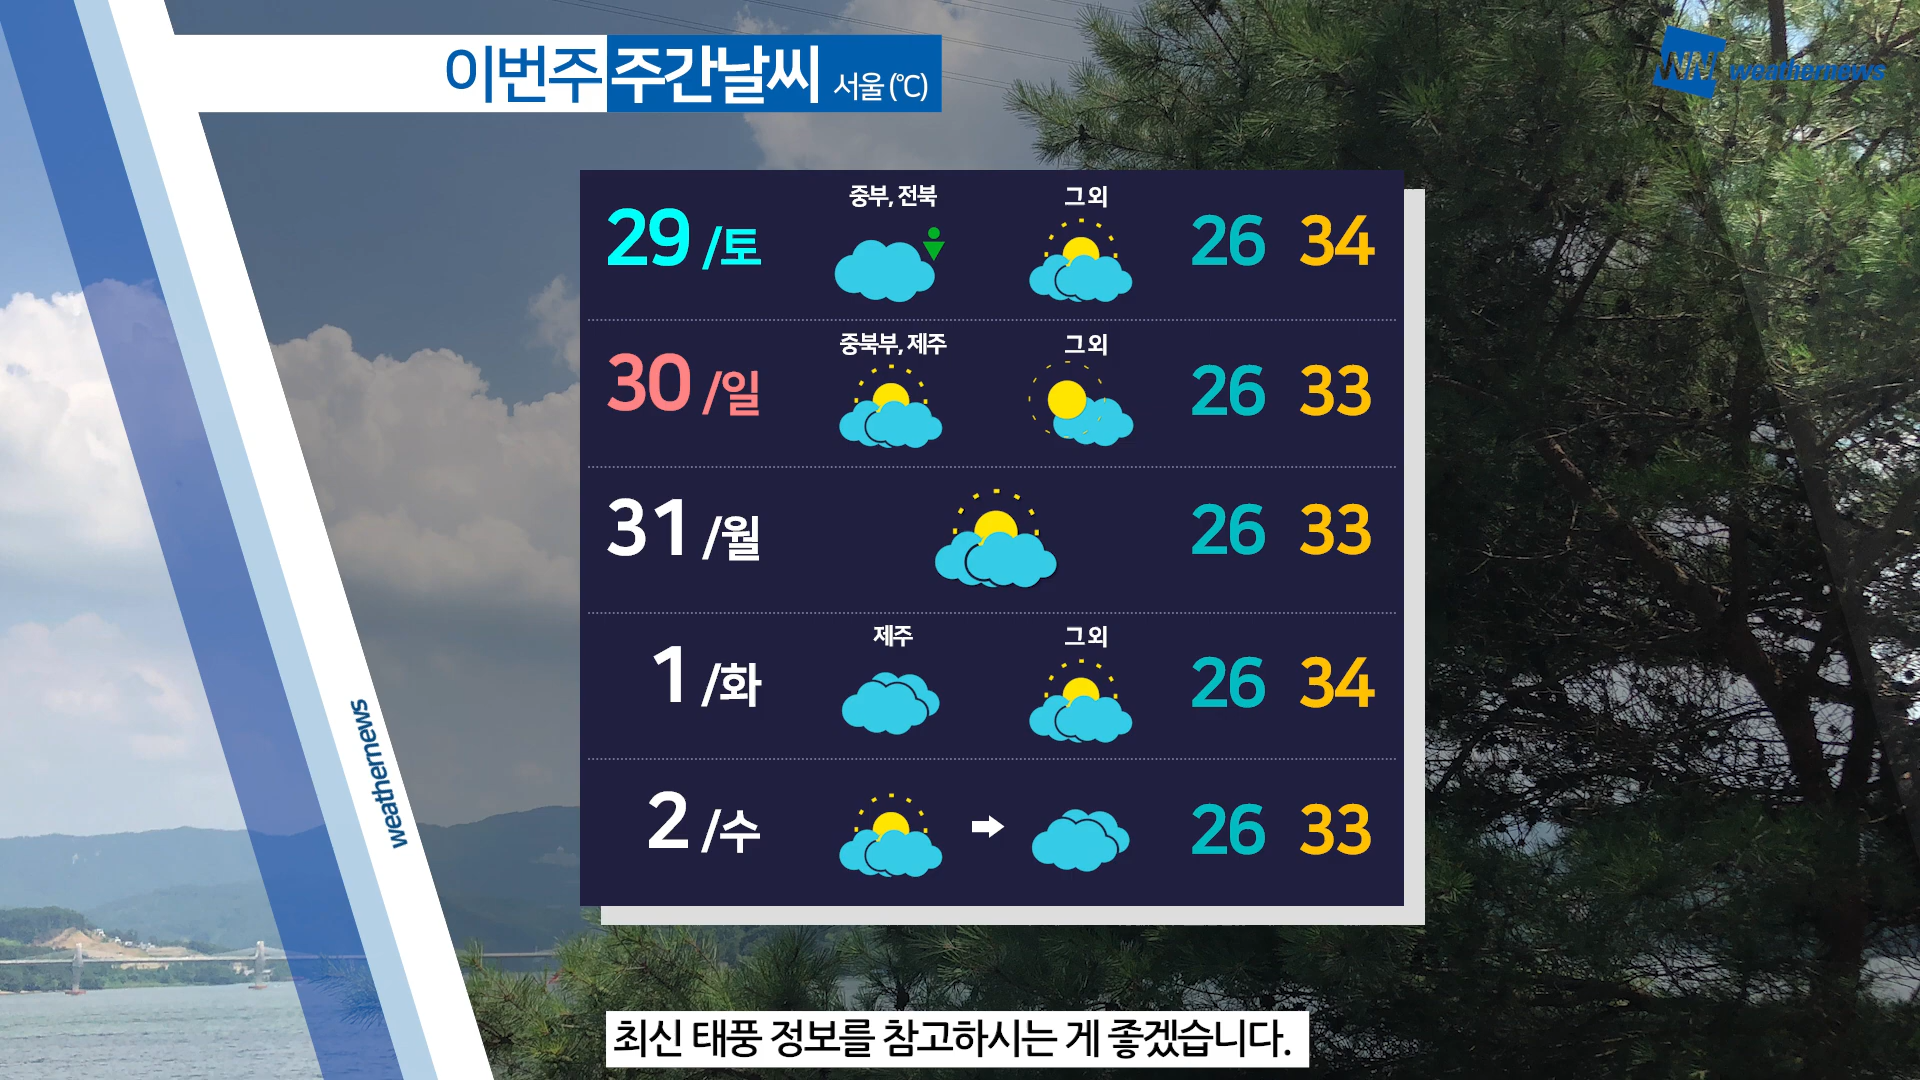 이번주 주간날씨 서울 (℃)
weathernews
29 /토 중부, 전북 그 외 26 34
30 /일 중북부, 제주 그 외 26 33
31 /월 26 33
1 /화 제주 그 외 26 34
2 /수 26 33
weathernews
최신 태풍 정보를 참고하시는 게 좋겠습니다.